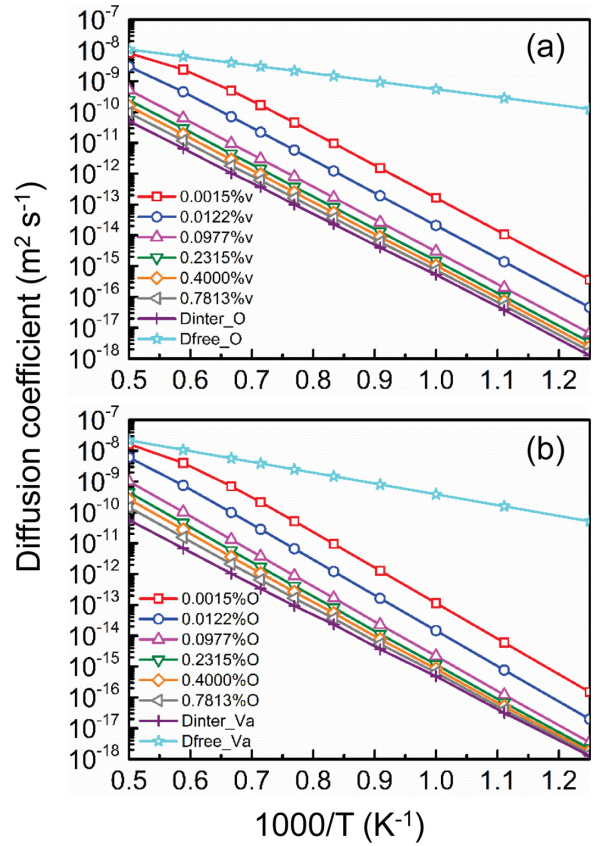 Diffusion coefficient (m² s⁻¹)
10⁻⁷
10⁻⁸
10⁻⁹
10⁻¹⁰
10⁻¹¹
10⁻¹²
10⁻¹³
10⁻¹⁴
10⁻¹⁵
10⁻¹⁶
10⁻¹⁷
10⁻¹⁸
(a)
0.0015%v
0.0122%v
0.0977%v
0.2315%v
0.4000%v
0.7813%v
Dinter_O
Dfree_O
0.5 0.6 0.7 0.8 0.9 1.0 1.1 1.2
10⁻⁷
10⁻⁸
10⁻⁹
10⁻¹⁰
10⁻¹¹
10⁻¹²
10⁻¹³
10⁻¹⁴
10⁻¹⁵
10⁻¹⁶
10⁻¹⁷
10⁻¹⁸
(b)
0.0015%O
0.0122%O
0.0977%O
0.2315%O
0.4000%O
0.7813%O
Dinter_Va
Dfree_Va
0.5 0.6 0.7 0.8 0.9 1.0 1.1 1.2
1000/T (K⁻¹)